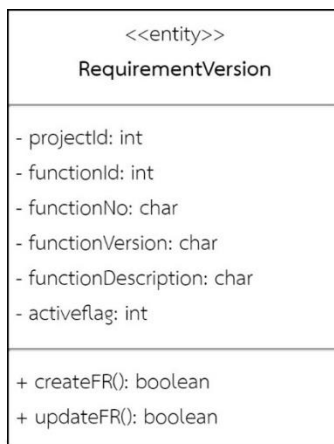 <<entity>>
RequirementVersion
- projectId: int
- functionId: int
- functionNo: char
- functionVersion: char
- functionDescription: char
- activeflag: int
+ createFR(): boolean
+ updateFR(): boolean